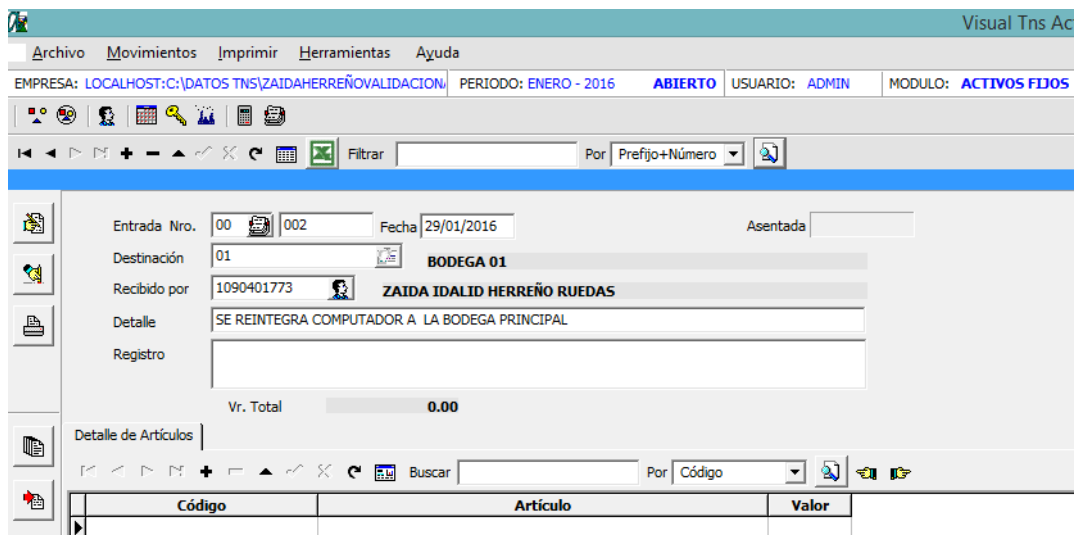 Visual Tns Ac
Archivo Movimientos Imprimir Herramientas Ayuda
EMPRESA: LOCALHOST:C:\DATOS TNS\ZAIDAHERREÑOVALIDACION PERIODO: ENERO - 2016 ABIERTO USUARIO: ADMIN MODULO: ACTIVOS FIJOS
Filtrar Por Prefijo+Número
Entrada Nro. 00 002 Fecha 29/01/2016 Asentada
Destinación 01 BODEGA 01
Recibido por 1090401773 ZAIDA IDALID HERREÑO RUEDAS
Detalle SE REINTEGRA COMPUTADOR A LA BODEGA PRINCIPAL
Registro
Vr. Total 0.00
Detalle de Artículos
Buscar Por Código
Código Artículo Valor